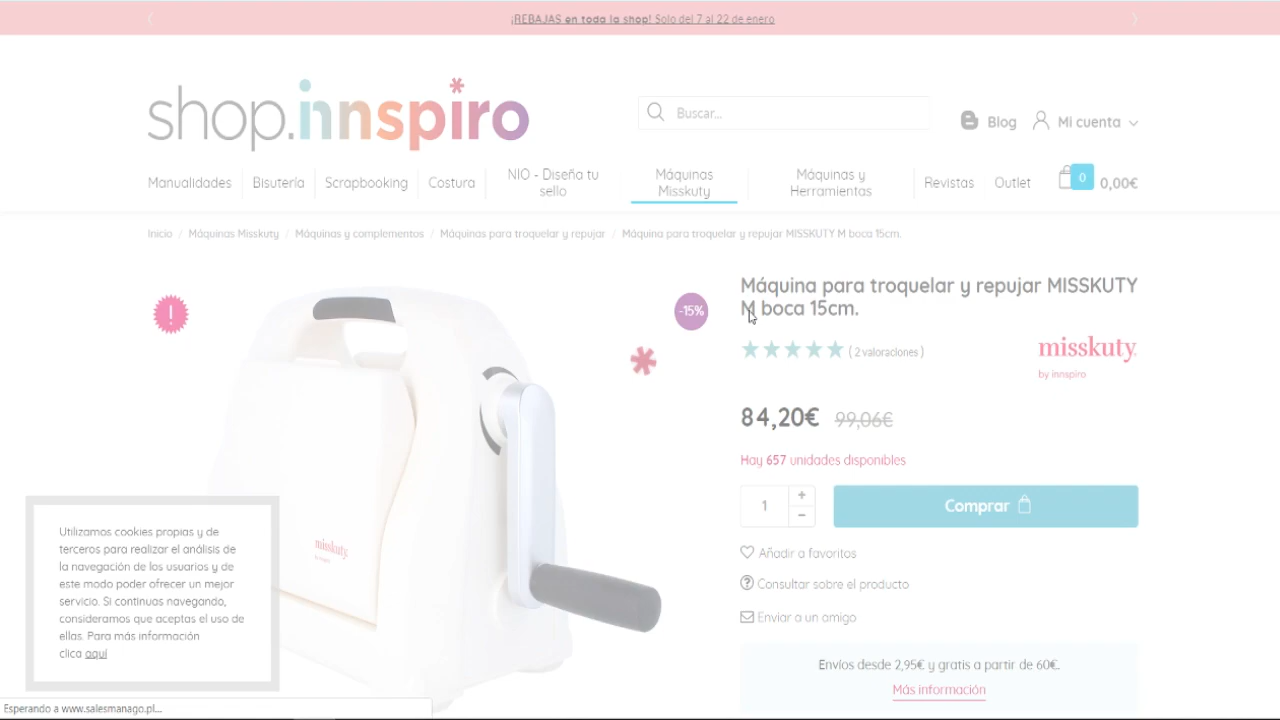 ¡REBAJAS en toda la shop! Solo del 7 al 22 de enero
shop.innspiro
Buscar...
Blog
Mi cuenta
Manualidades
Bisutería
Scrapbooking
Costura
NIO - Diseña tu
sello
Máquinas
Misskuty
Máquinas y
Herramientas
Revistas
Outlet
0
0,00€
Inicio / Máquinas Misskuty / Máquinas y complementos / Máquinas para troquelar y repujar / Máquina para troquelar y repujar MISSKUTY M boca 15cm.
!
-15%
Máquina para troquelar y repujar MISSKUTY
M boca 15cm.
( 2 valoraciones )
misskuty.
by innspiro
84,20€ 99,06€
Hay 657 unidades disponibles
1
+
−
Comprar
Añadir a favoritos
Consultar sobre el producto
Enviar a un amigo
Envíos desde 2,95€ y gratis a partir de 60€.
Más información
misskuty.
Utilizamos cookies propias y de
terceros para realizar el análisis de
la navegación de los usuarios y de
este modo poder ofrecer un mejor
servicio. Si continuas navegando,
consideramos que aceptas el uso de
ellas. Para más información
clica aquí
Esperando a www.salesmanago.pl...